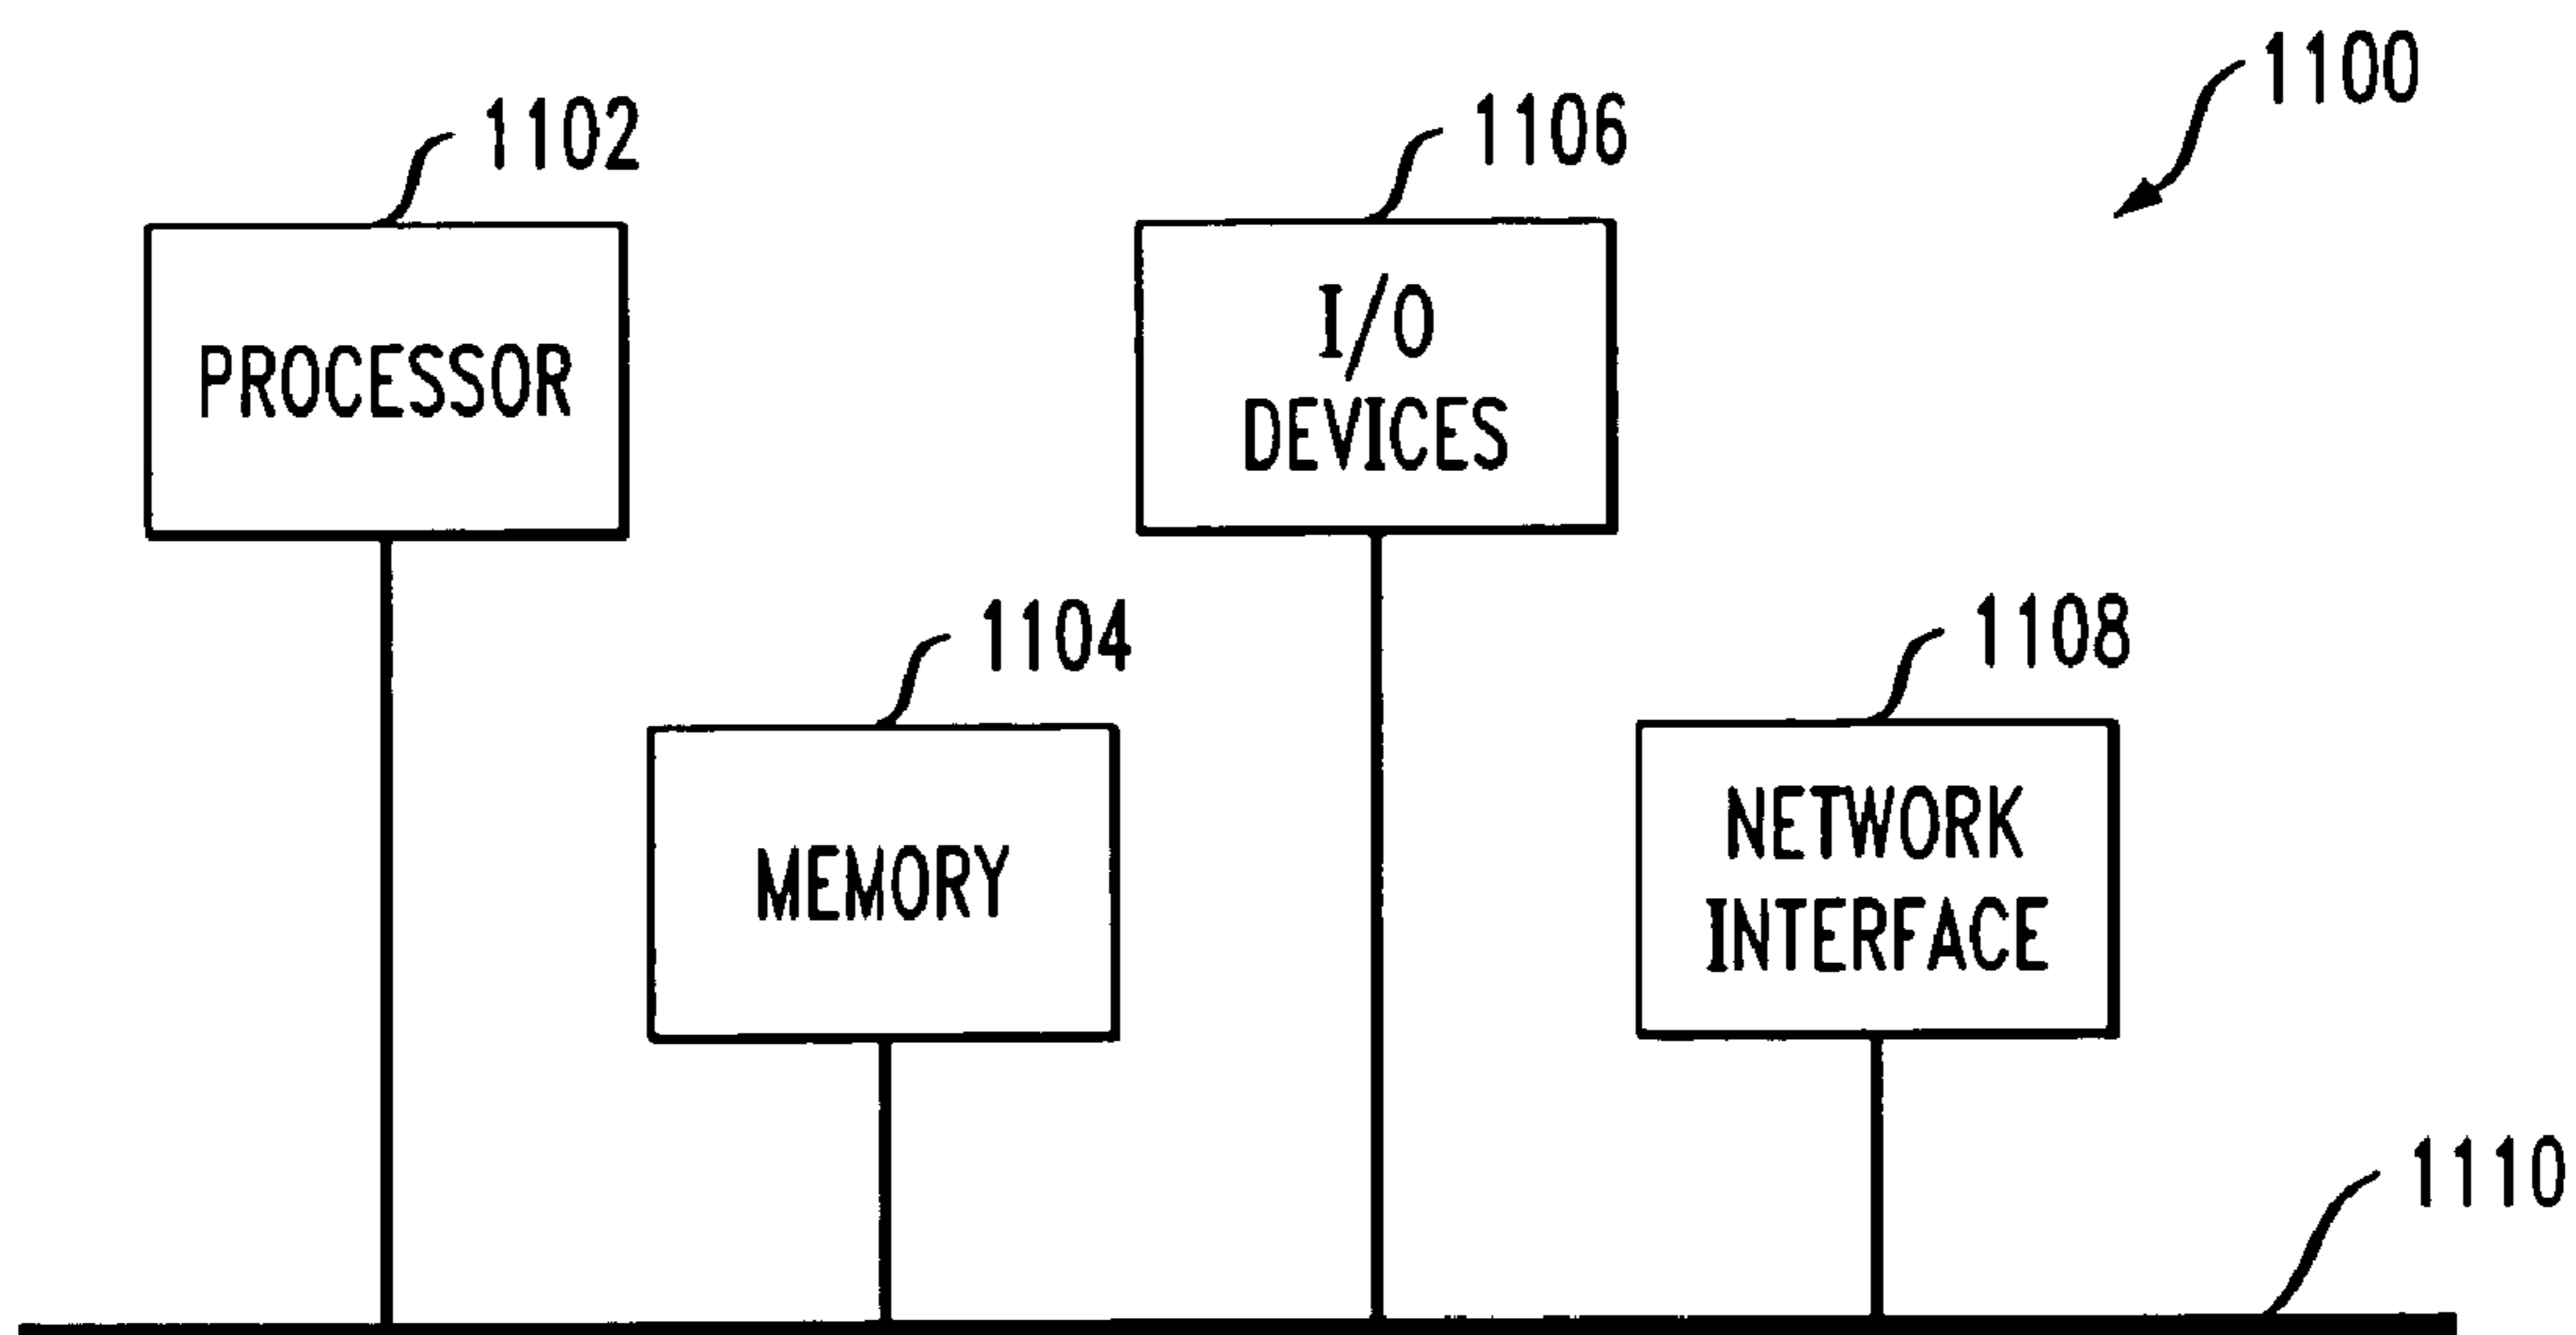 1100
1102
1106
PROCESSOR
I/O
DEVICES
1104
1108
MEMORY
NETWORK
INTERFACE
1110